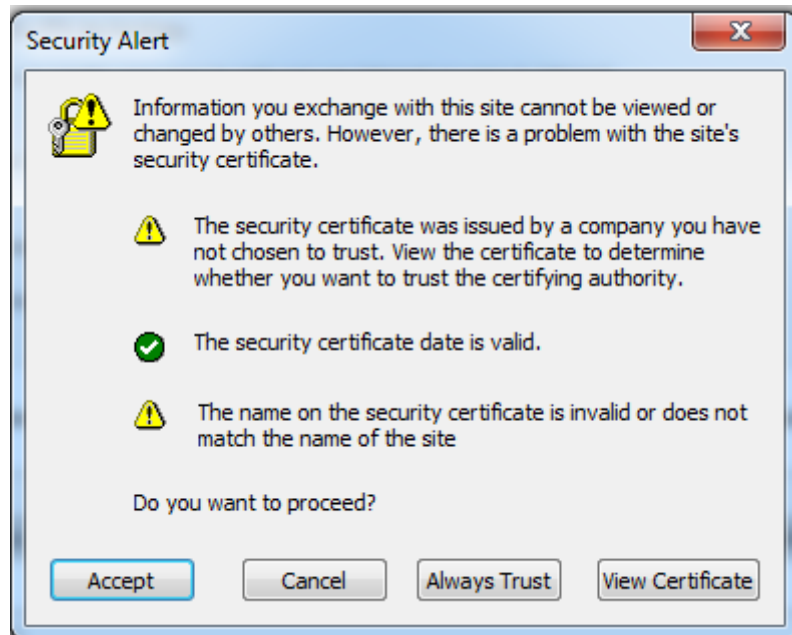 Security Alert
Information you exchange with this site cannot be viewed or
changed by others. However, there is a problem with the site's
security certificate.
The security certificate was issued by a company you have
not chosen to trust. View the certificate to determine
whether you want to trust the certifying authority.
The security certificate date is valid.
The name on the security certificate is invalid or does not
match the name of the site
Do you want to proceed?
Accept Cancel Always Trust View Certificate